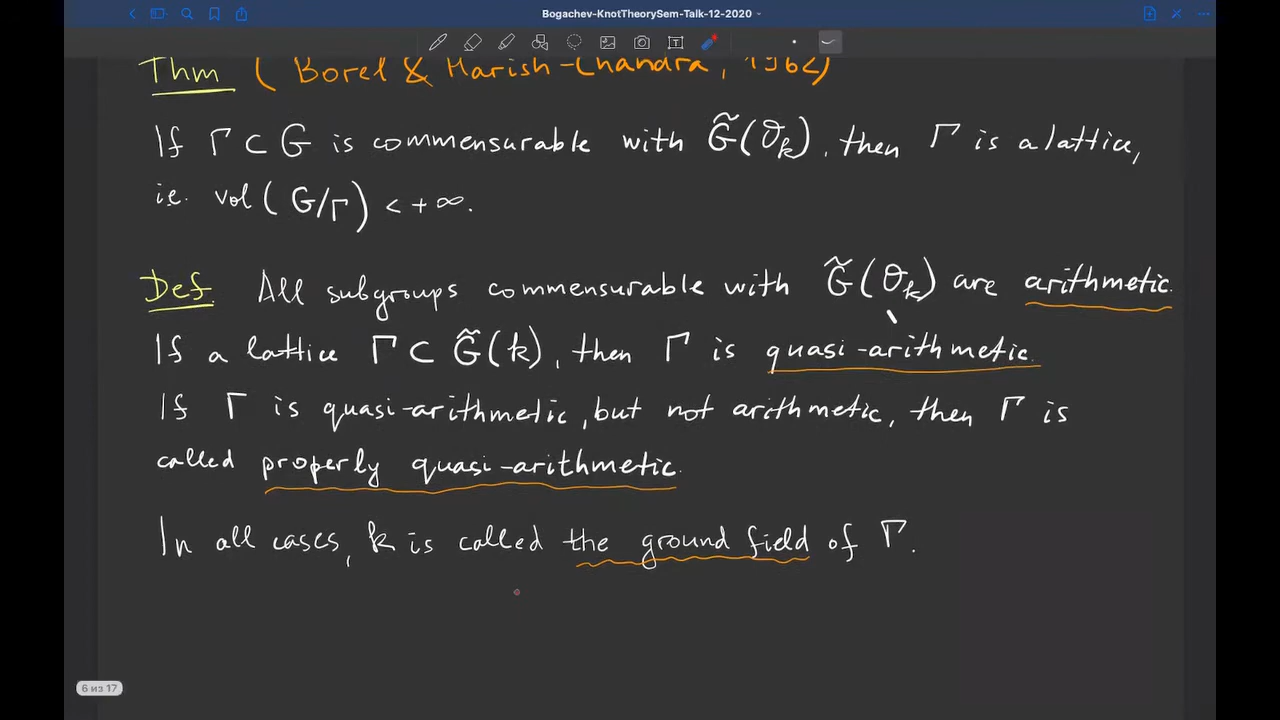 Bogachev-KnotTheorySem-Talk-12-2020
Thm (Borel & Harish-Chandra, 1962)
If Γ ⊂ G is commensurable with G̃(𝒪ₖ), then Γ is a lattice,
i.e. vol(G/Γ) < +∞.
Def. All subgroups commensurable with G̃(𝒪ₖ) are arithmetic.
If a lattice Γ ⊂ G̃(k), then Γ is quasi-arithmetic.
If Γ is quasi-arithmetic, but not arithmetic, then Γ is
called properly quasi-arithmetic.
In all cases, k is called the ground field of Γ.
6 из 17